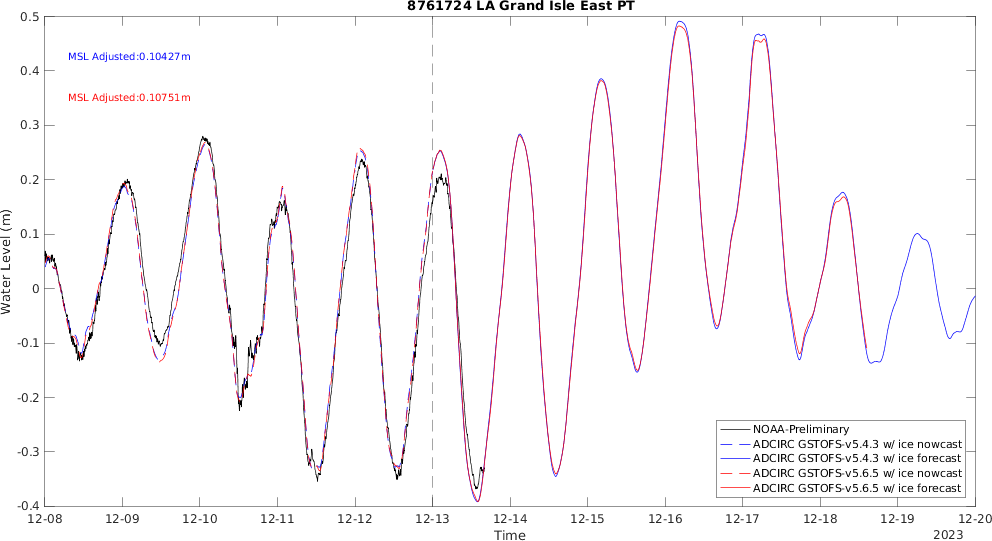 8761724 LA Grand Isle East PT
MSL Adjusted:0.10427m
MSL Adjusted:0.10751m
Water Level (m)
0.5
0.4
0.3
0.2
0.1
0
-0.1
-0.2
-0.3
-0.4
NOAA-Preliminary
ADCIRC GSTOFS-v5.4.3 w/ ice nowcast
ADCIRC GSTOFS-v5.4.3 w/ ice forecast
ADCIRC GSTOFS-v5.6.5 w/ ice nowcast
ADCIRC GSTOFS-v5.6.5 w/ ice forecast
12-08 12-09 12-10 12-11 12-12 12-13 12-14 12-15 12-16 12-17 12-18 12-19 12-20
Time
2023